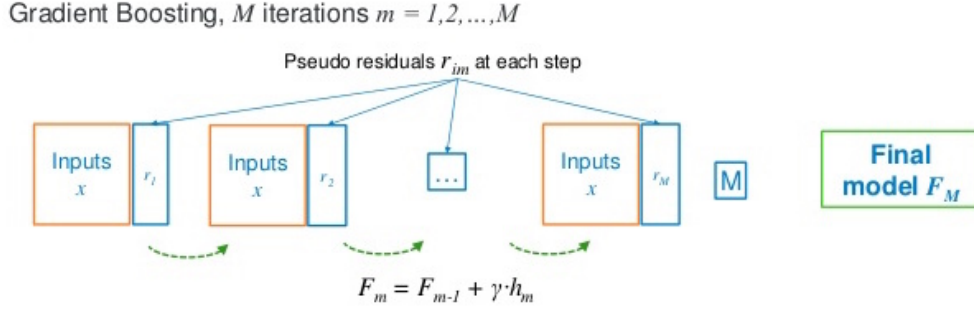 Gradient Boosting, M iterations m = 1,2,...,M
Pseudo residuals r_im at each step
Inputs x
r_1
Inputs x
r_2
...
Inputs x
r_M
M
Final
model F_M
F_m = F_m-1 + γ·h_m